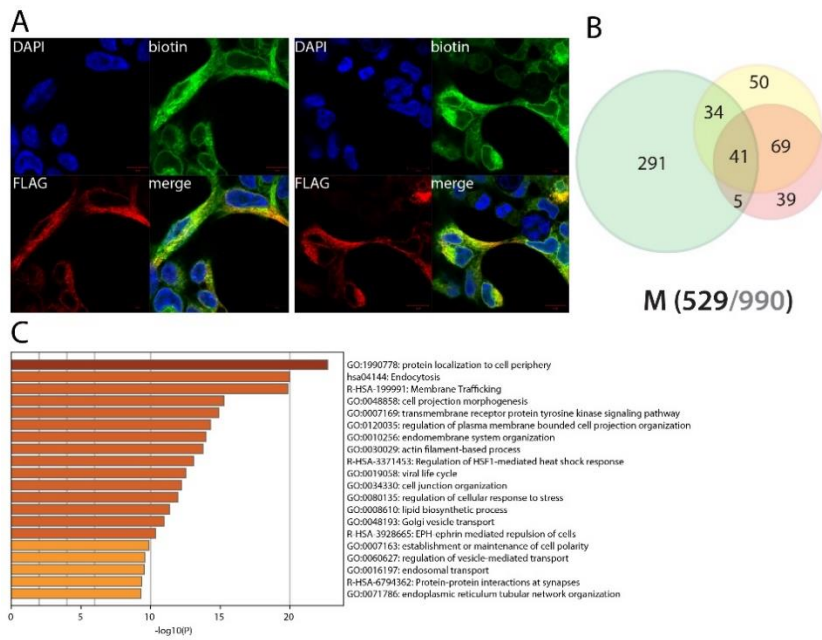 A
DAPI
biotin
DAPI
biotin
FLAG
merge
FLAG
merge
B
50
34
291
41
69
5
39
M (529/990)
C
GO:1990778: protein localization to cell periphery
hsa04144: Endocytosis
R-HSA-199991: Membrane Trafficking
GO:0048858: cell projection morphogenesis
GO:0007169: transmembrane receptor protein tyrosine kinase signaling pathway
GO:0120035: regulation of plasma membrane bounded cell projection organization
GO:0010256: endomembrane system organization
GO:0030029: actin filament-based process
R-HSA-3371453: Regulation of HSF1-mediated heat shock response
GO:0019058: viral life cycle
GO:0034330: cell junction organization
GO:0080135: regulation of cellular response to stress
GO:0008610: lipid biosynthetic process
GO:0048193: Golgi vesicle transport
R-HSA-3928665: EPH-ephrin mediated repulsion of cells
GO:0007163: establishment or maintenance of cell polarity
GO:0060627: regulation of vesicle-mediated transport
GO:0016197: endosomal transport
R-HSA-6794362: Protein-protein interactions at synapses
GO:0071786: endoplasmic reticulum tubular network organization
0 5 10 15 20
-log10(P)